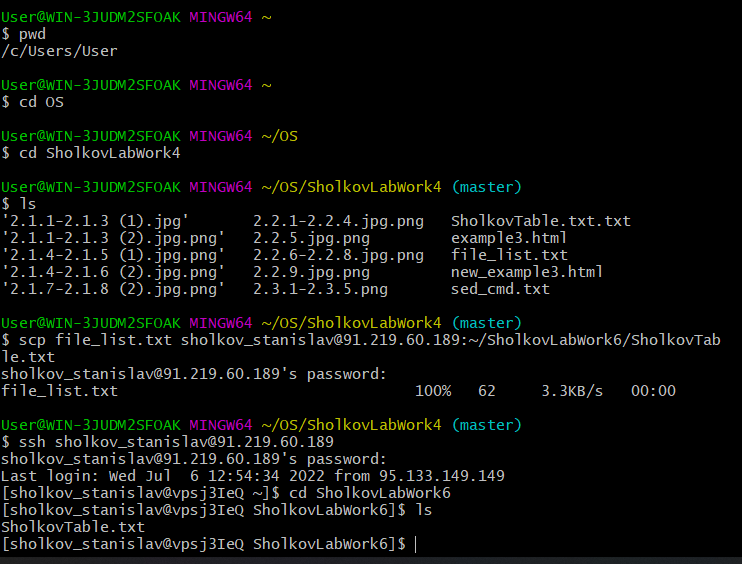 User@WIN-3JUDM2SFOAK MINGW64 ~
$ pwd
/c/Users/User
User@WIN-3JUDM2SFOAK MINGW64 ~
$ cd OS
User@WIN-3JUDM2SFOAK MINGW64 ~/OS
$ cd SholkovLabWork4
User@WIN-3JUDM2SFOAK MINGW64 ~/OS/SholkovLabWork4 (master)
$ ls
'2.1.1-2.1.3 (1).jpg' 2.2.1-2.2.4.jpg.png SholkovTable.txt.txt
'2.1.1-2.1.3 (2).jpg.png' 2.2.5.jpg.png example3.html
'2.1.4-2.1.5 (1).jpg.png' 2.2.6-2.2.8.jpg.png file_list.txt
'2.1.4-2.1.6 (2).jpg.png' 2.2.9.jpg.png new_example3.html
'2.1.7-2.1.8 (2).jpg.png' 2.3.1-2.3.5.png sed_cmd.txt
User@WIN-3JUDM2SFOAK MINGW64 ~/OS/SholkovLabWork4 (master)
$ scp file_list.txt sholkov_stanislav@91.219.60.189:~/SholkovLabWork6/SholkovTab
le.txt
sholkov_stanislav@91.219.60.189's password:
file_list.txt 100% 62 3.3KB/s 00:00
User@WIN-3JUDM2SFOAK MINGW64 ~/OS/SholkovLabWork4 (master)
$ ssh sholkov_stanislav@91.219.60.189
sholkov_stanislav@91.219.60.189's password:
Last login: Wed Jul  6 12:54:34 2022 from 95.133.149.149
[sholkov_stanislav@vpsj3IeQ ~]$ cd SholkovLabWork6
[sholkov_stanislav@vpsj3IeQ SholkovLabWork6]$ ls
SholkovTable.txt
[sholkov_stanislav@vpsj3IeQ SholkovLabWork6]$